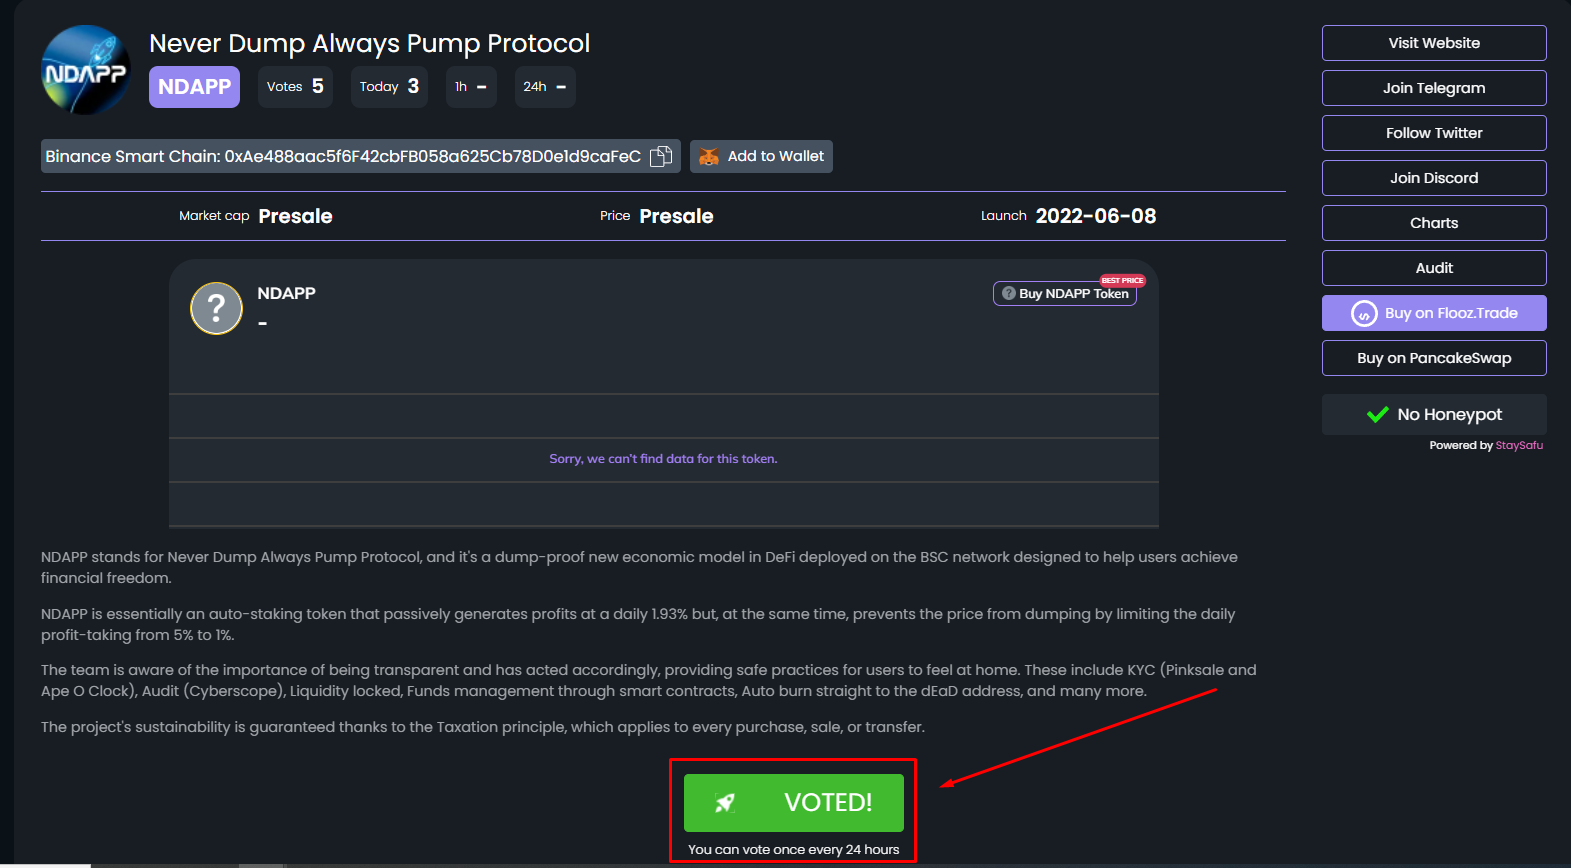 NDAPP
Never Dump Always Pump Protocol
NDAPP Votes 5 Today 3 1h - 24h -
Binance Smart Chain: 0xAe488aac5f6F42cbFB058a625Cb78D0e1d9caFeC Add to Wallet
Market cap Presale Price Presale Launch 2022-06-08
?
NDAPP
-
BEST PRICE
? Buy NDAPP Token
Sorry, we can't find data for this token.
NDAPP stands for Never Dump Always Pump Protocol, and it's a dump-proof new economic model in DeFi deployed on the BSC network designed to help users achieve
financial freedom.
NDAPP is essentially an auto-staking token that passively generates profits at a daily 1.93% but, at the same time, prevents the price from dumping by limiting the daily
profit-taking from 5% to 1%.
The team is aware of the importance of being transparent and has acted accordingly, providing safe practices for users to feel at home. These include KYC (Pinksale and
Ape O Clock), Audit (Cyberscope), Liquidity locked, Funds management through smart contracts, Auto burn straight to the dEaD address, and many more.
The project's sustainability is guaranteed thanks to the Taxation principle, which applies to every purchase, sale, or transfer.
VOTED!
You can vote once every 24 hours
Visit Website
Join Telegram
Follow Twitter
Join Discord
Charts
Audit
Buy on Flooz.Trade
Buy on PancakeSwap
No Honeypot
Powered by StaySafu